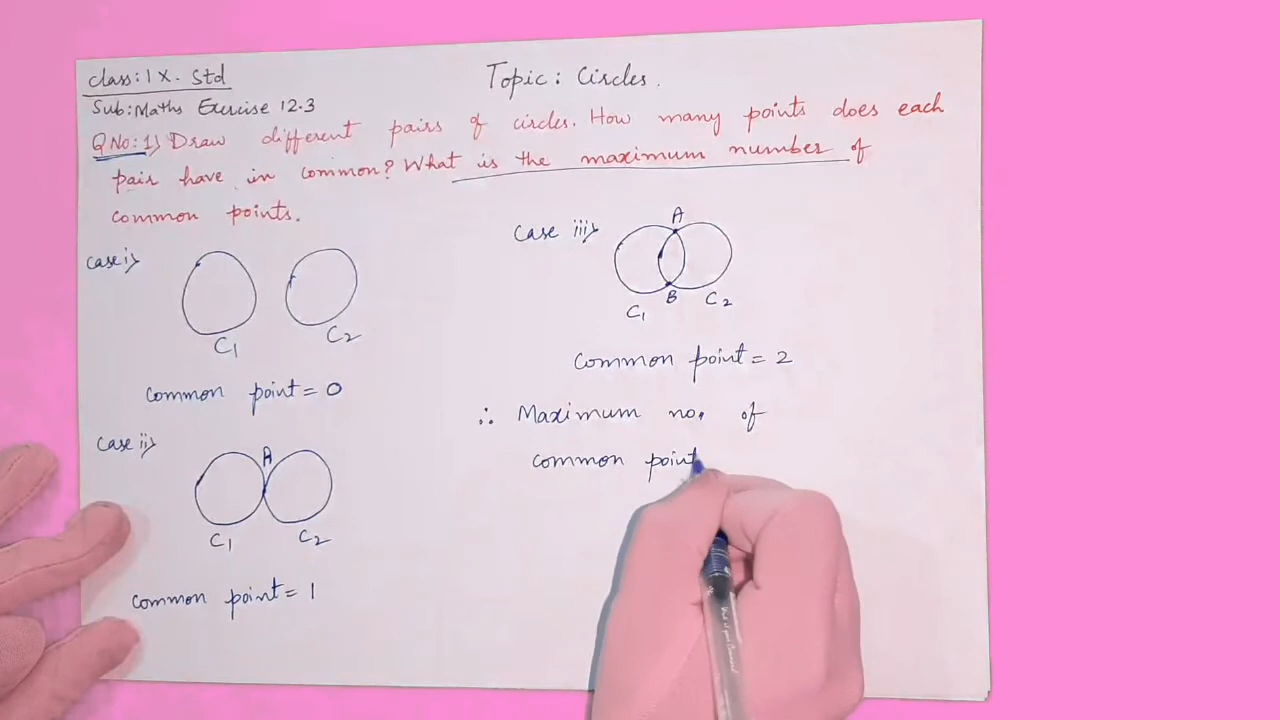 class: IX. Std
Topic: Circles.
Sub: Maths Exercise 12.3
Q No: 1) Draw different pairs of circles. How many points does each
pair have in common? What is the maximum number of
common points.
Case i)
C1
C2
Common point = 0
Case ii)
A
C1
C2
Common point = 1
Case iii)
A
B
C1
C2
Common point = 2
∴ Maximum no. of
common point